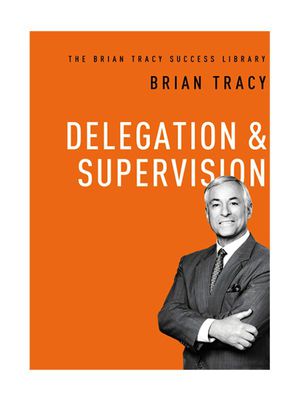 THE BRIAN TRACY SUCCESS LIBRARY
BRIAN TRACY
DELEGATION &
SUPERVISION